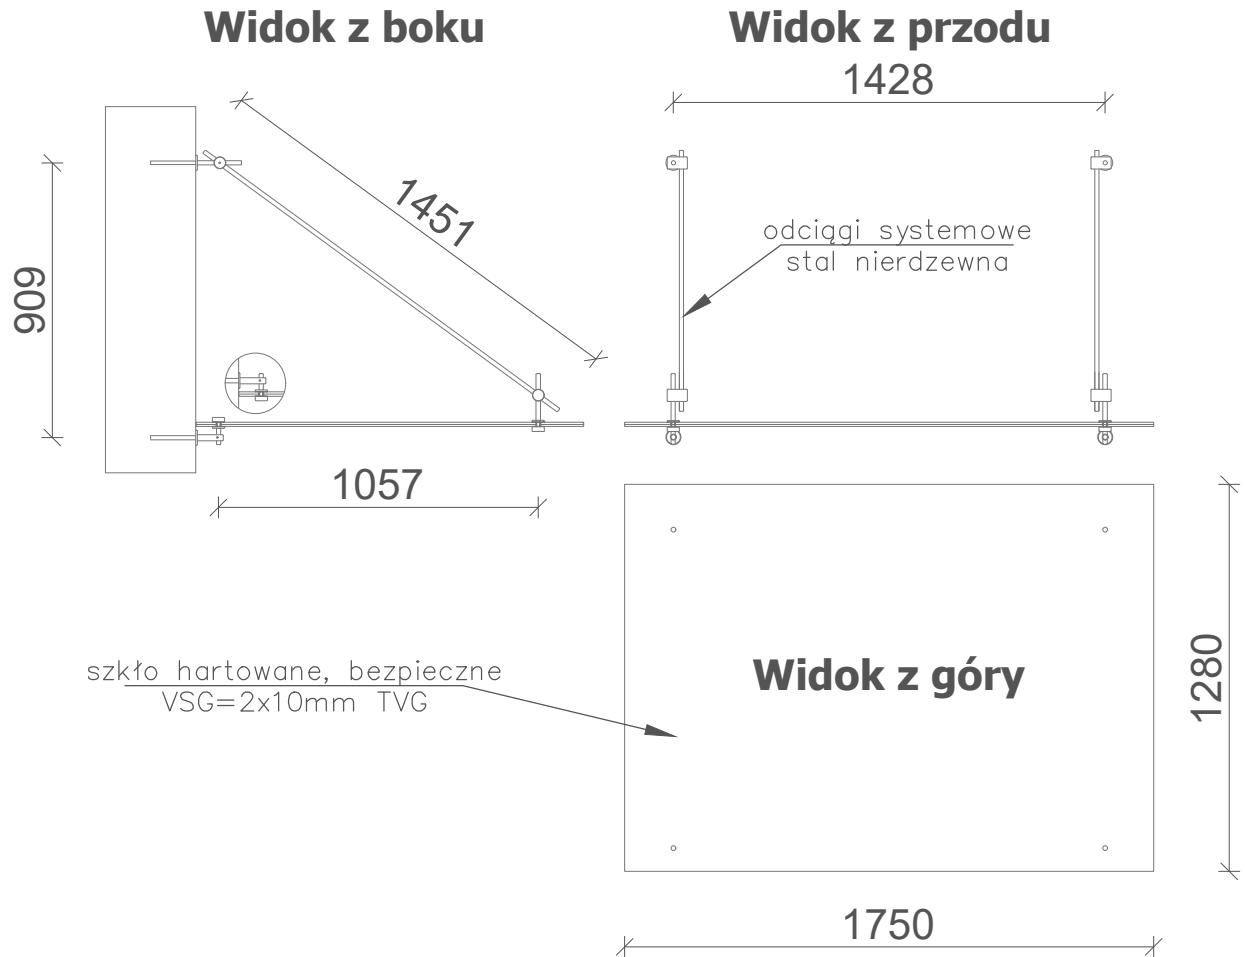 Widok z boku
Widok z przodu
1428
1451
909
odciągi systemowe
stal nierdzewna
1057
szkło hartowane, bezpieczne
VSG=2x10mm TVG
Widok z góry
1280
1750